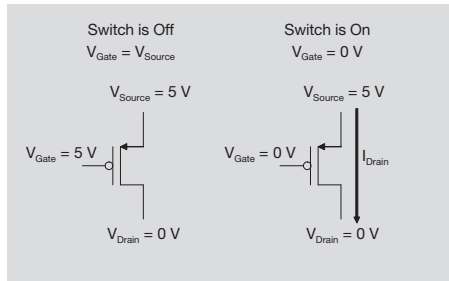 Switch is Off
V_Gate = V_Source
V_Source = 5 V
V_Gate = 5 V
V_Drain = 0 V
Switch is On
V_Gate = 0 V
V_Source = 5 V
V_Gate = 0 V
I_Drain
V_Drain = 0 V